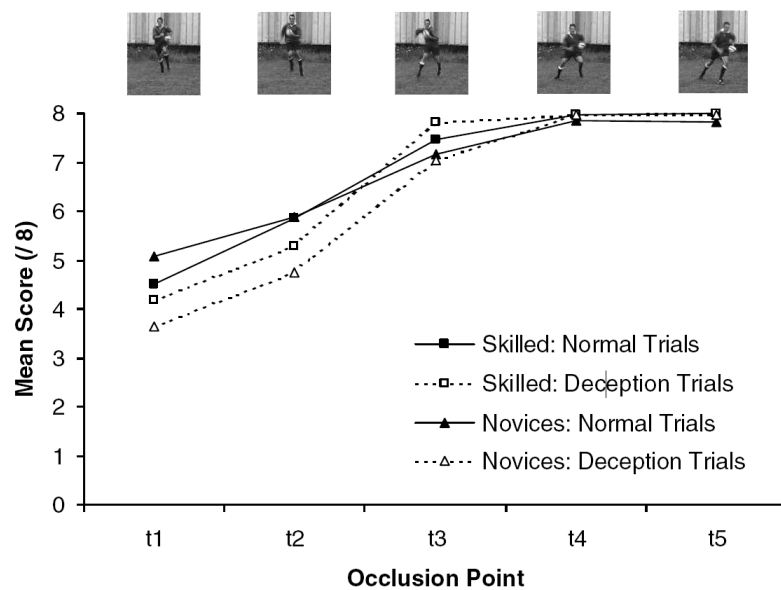 8
7
6
5
4
3
2
1
0
Mean Score (/ 8)
Skilled: Normal Trials
Skilled: Deception Trials
Novices: Normal Trials
Novices: Deception Trials
t1 t2 t3 t4 t5
Occlusion Point